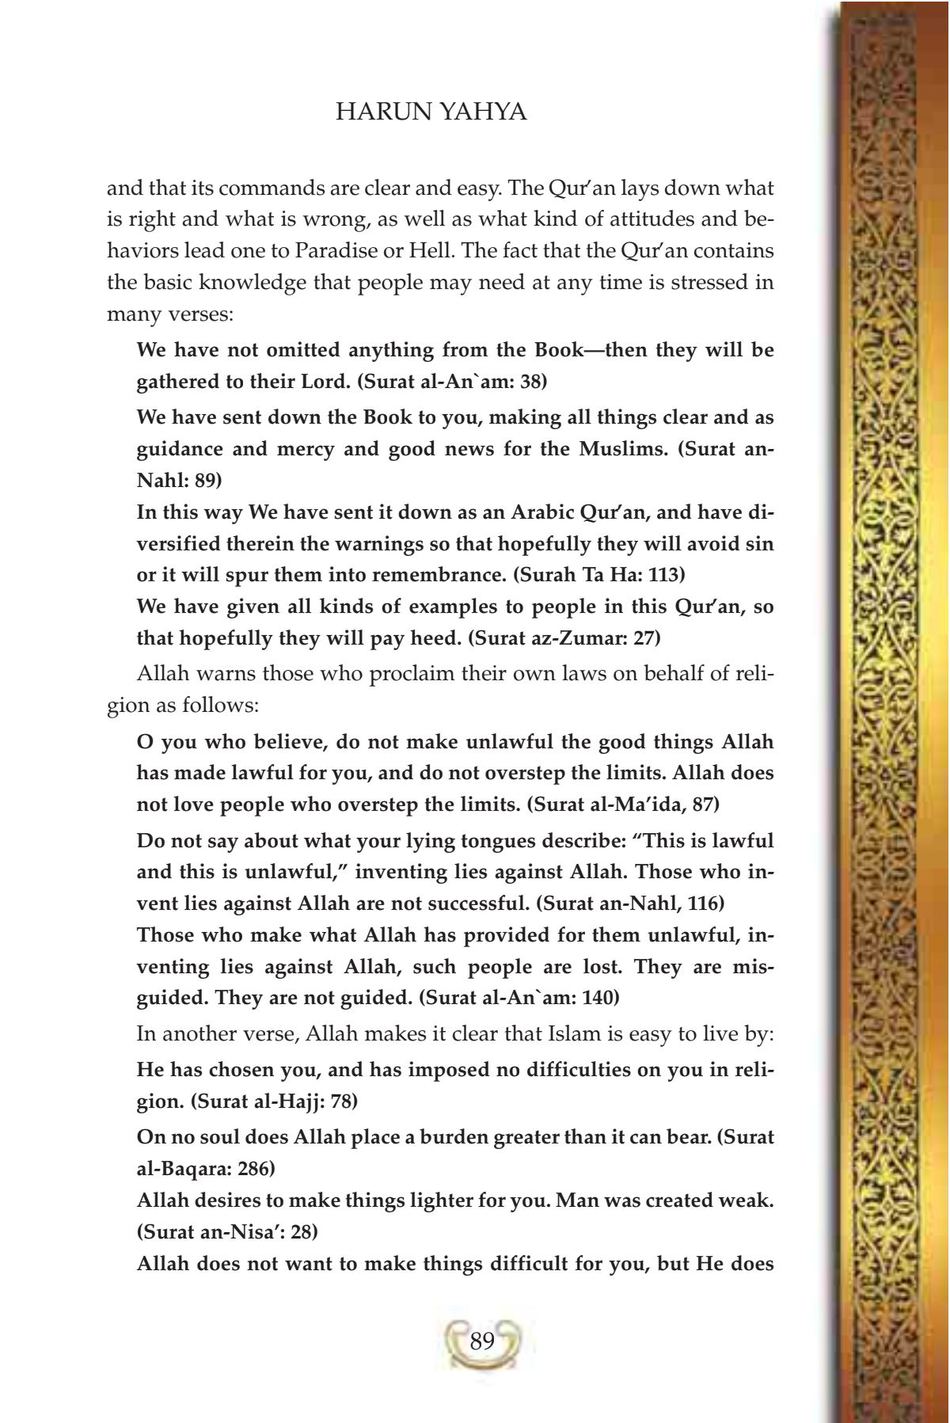 HARUN YAHYA
and that its commands are clear and easy. The Qur’an lays down what
is right and what is wrong, as well as what kind of attitudes and be-
haviors lead one to Paradise or Hell. The fact that the Qur’an contains
the basic knowledge that people may need at any time is stressed in
many verses:
We have not omitted anything from the Book—then they will be
gathered to their Lord. (Surat al-An`am: 38)
We have sent down the Book to you, making all things clear and as
guidance and mercy and good news for the Muslims. (Surat an-
Nahl: 89)
In this way We have sent it down as an Arabic Qur’an, and have di-
versified therein the warnings so that hopefully they will avoid sin
or it will spur them into remembrance. (Surah Ta Ha: 113)
We have given all kinds of examples to people in this Qur’an, so
that hopefully they will pay heed. (Surat az-Zumar: 27)
Allah warns those who proclaim their own laws on behalf of reli-
gion as follows:
O you who believe, do not make unlawful the good things Allah
has made lawful for you, and do not overstep the limits. Allah does
not love people who overstep the limits. (Surat al-Ma’ida, 87)
Do not say about what your lying tongues describe: “This is lawful
and this is unlawful,” inventing lies against Allah. Those who in-
vent lies against Allah are not successful. (Surat an-Nahl, 116)
Those who make what Allah has provided for them unlawful, in-
venting lies against Allah, such people are lost. They are mis-
guided. They are not guided. (Surat al-An`am: 140)
In another verse, Allah makes it clear that Islam is easy to live by:
He has chosen you, and has imposed no difficulties on you in reli-
gion. (Surat al-Hajj: 78)
On no soul does Allah place a burden greater than it can bear. (Surat
al-Baqara: 286)
Allah desires to make things lighter for you. Man was created weak.
(Surat an-Nisa’: 28)
Allah does not want to make things difficult for you, but He does
89